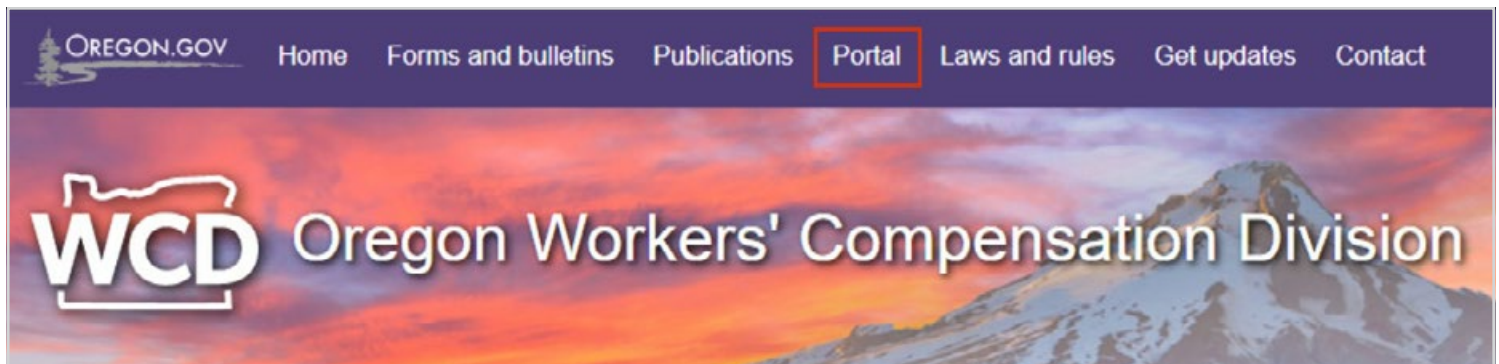 OREGON.GOV Home Forms and bulletins Publications Portal Laws and rules Get updates Contact
WCD Oregon Workers' Compensation Division